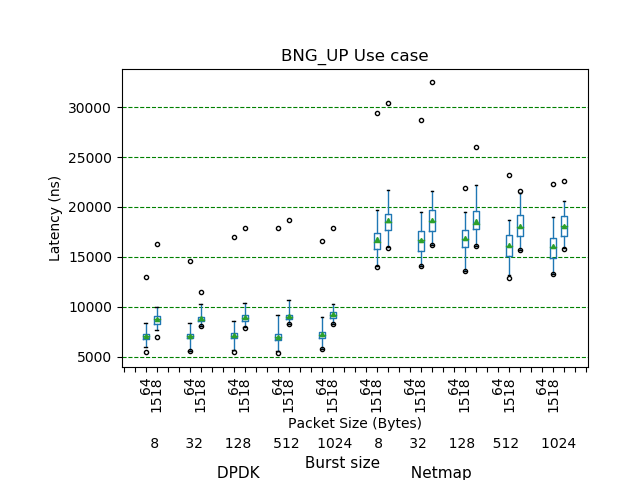 BNG_UP Use case
Latency (ns)
30000
25000
20000
15000
10000
5000
64 1518 64 1518 64 1518 64 1518 64 1518 64 1518 64 1518 64 1518 64 1518 64 1518
Packet Size (Bytes)
8 32 128 512 1024 8 32 128 512 1024
Burst size
DPDK Netmap